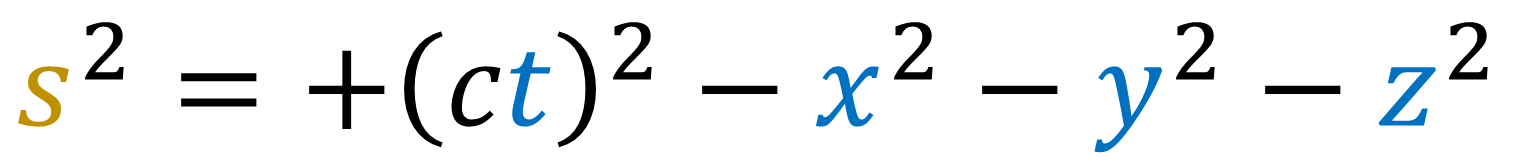 s² = +(ct)² − x² − y² − z²